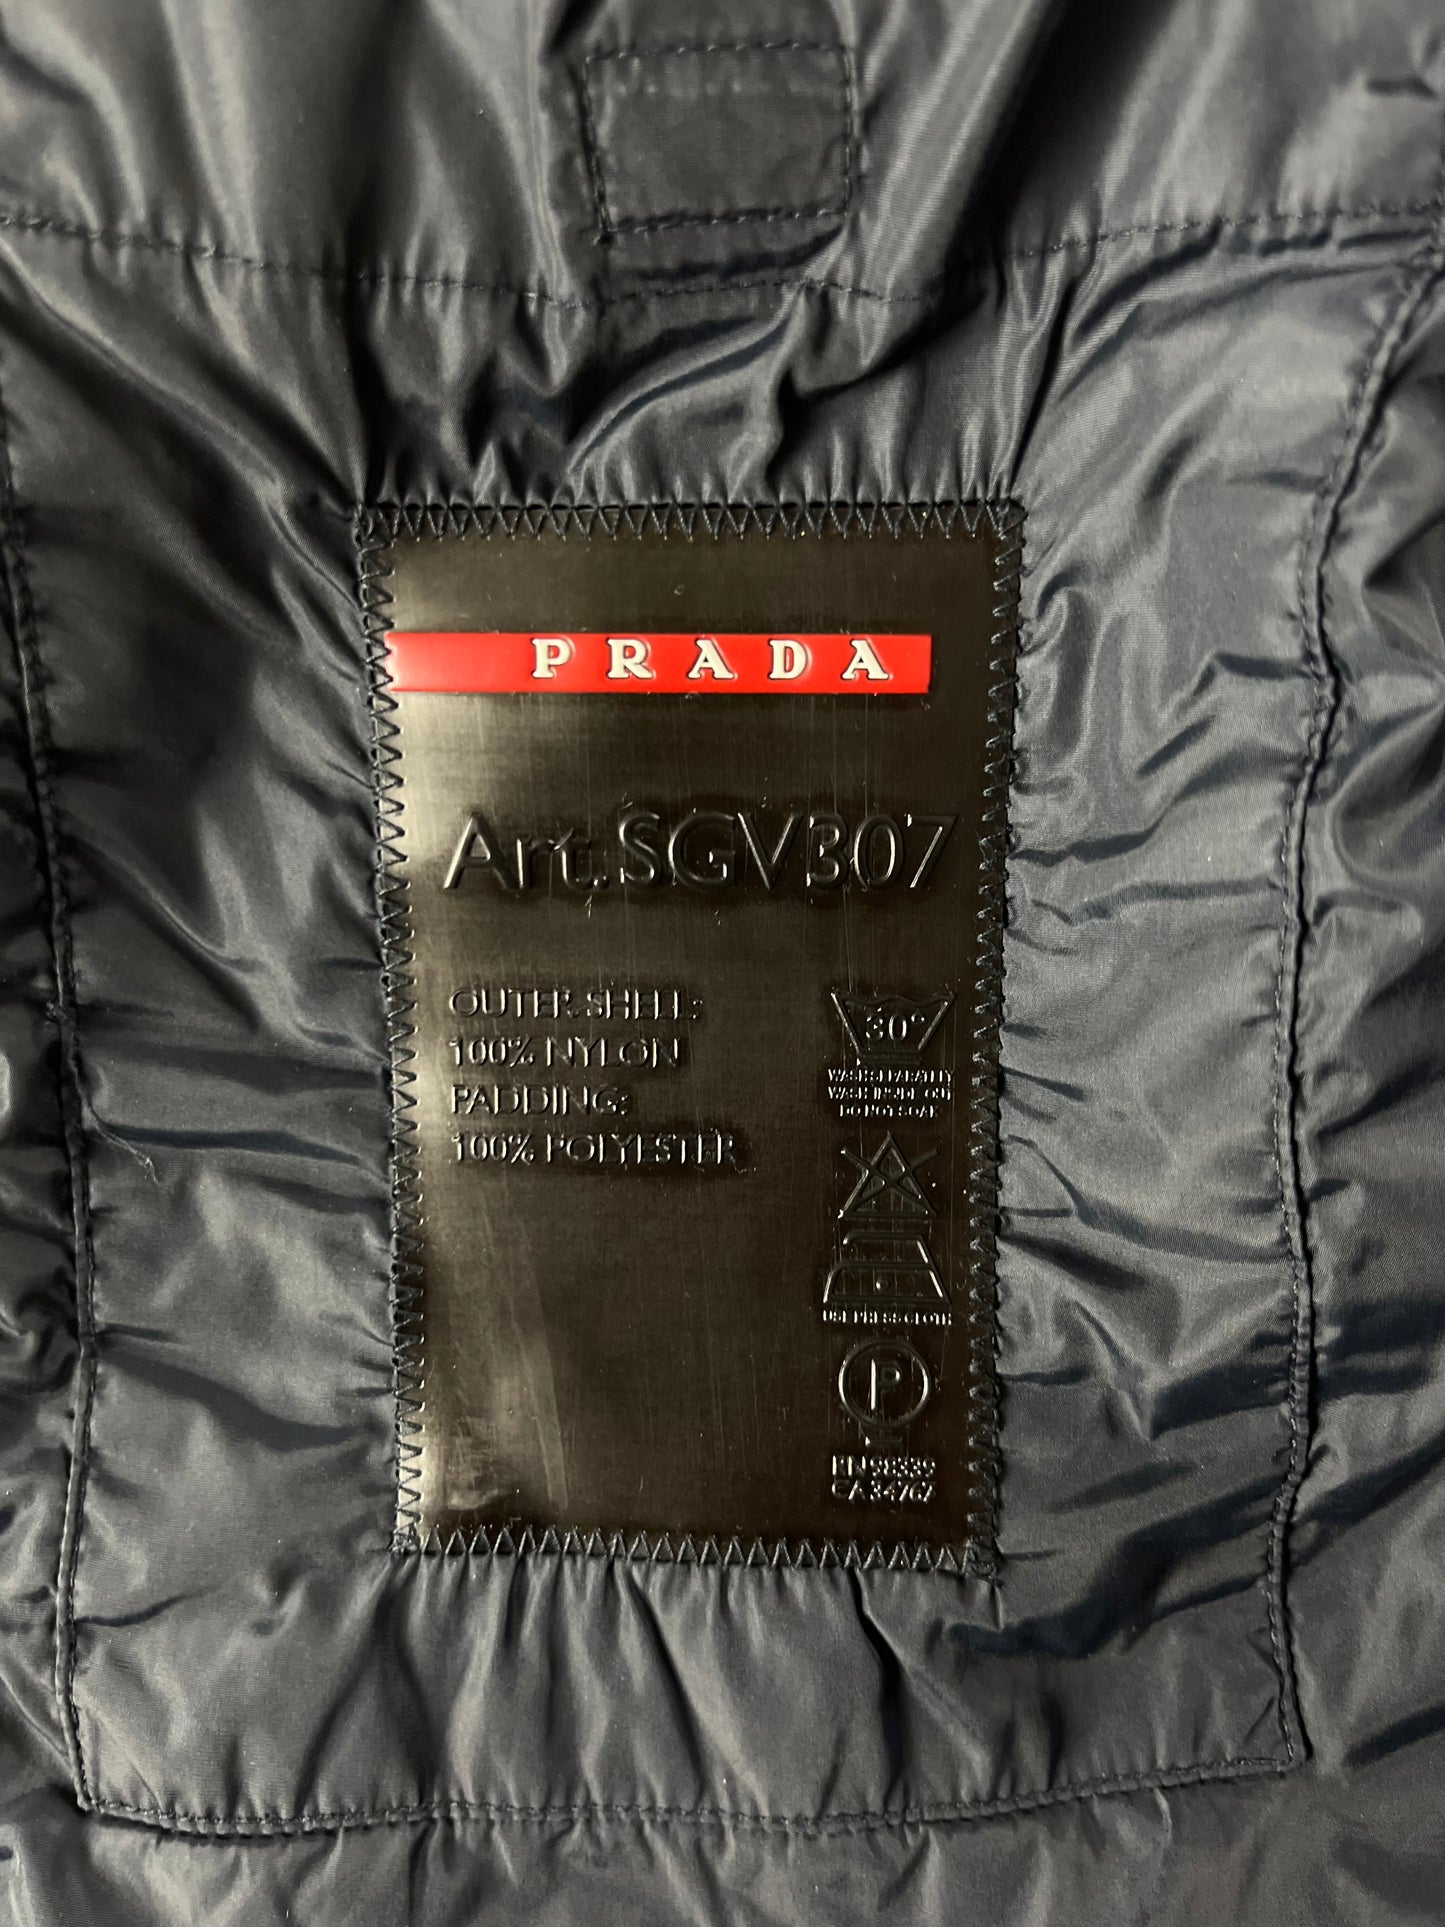 PRADA
Art. SGV307
OUTER SHELL:
100% NYLON
PADDING:
100% POLYESTER
30°
WASH SEPARATELY
WASH INSIDE OUT
DO NOT SOAK
USE PRESS CLOTH
P
RN 98339
CA 34767